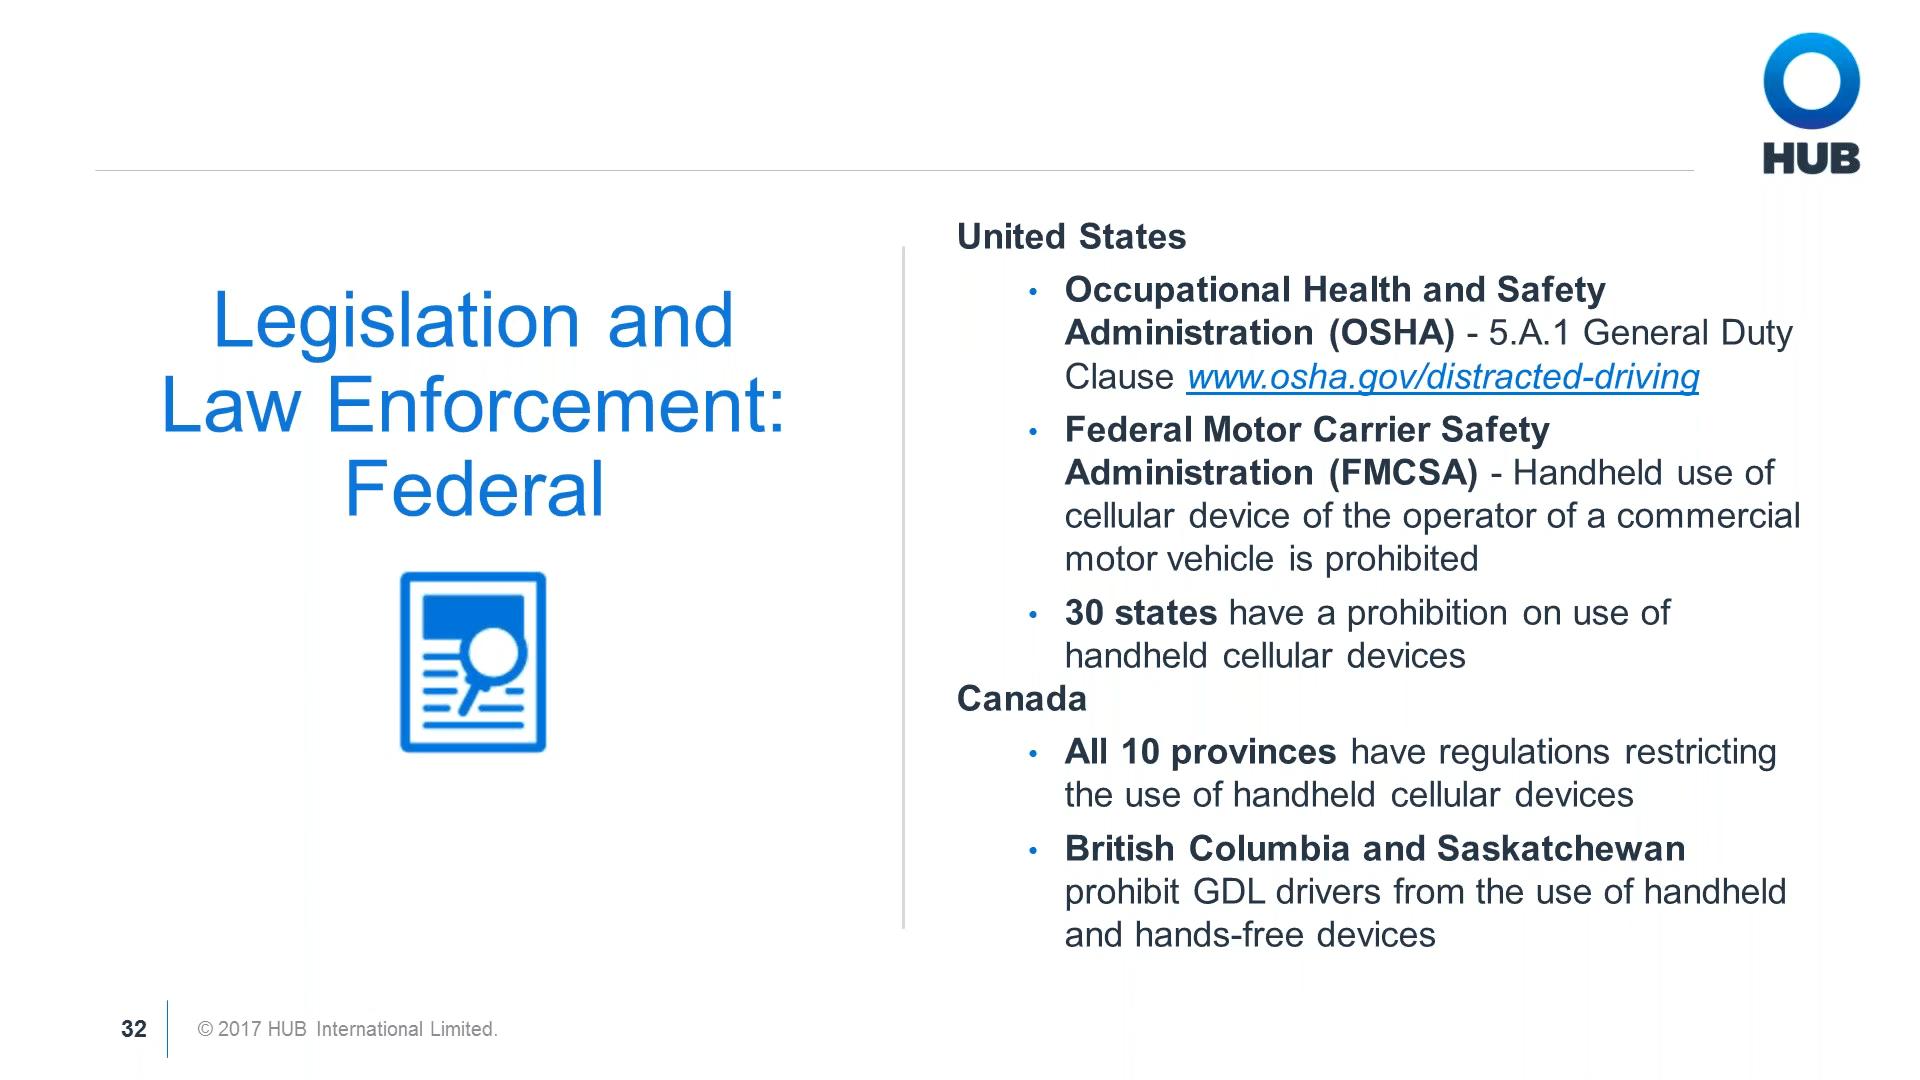 HUB
Legislation and
Law Enforcement:
Federal
United States
• Occupational Health and Safety
Administration (OSHA) - 5.A.1 General Duty
Clause www.osha.gov/distracted-driving
• Federal Motor Carrier Safety
Administration (FMCSA) - Handheld use of
cellular device of the operator of a commercial
motor vehicle is prohibited
• 30 states have a prohibition on use of
handheld cellular devices
Canada
• All 10 provinces have regulations restricting
the use of handheld cellular devices
• British Columbia and Saskatchewan
prohibit GDL drivers from the use of handheld
and hands-free devices
32
© 2017 HUB International Limited.